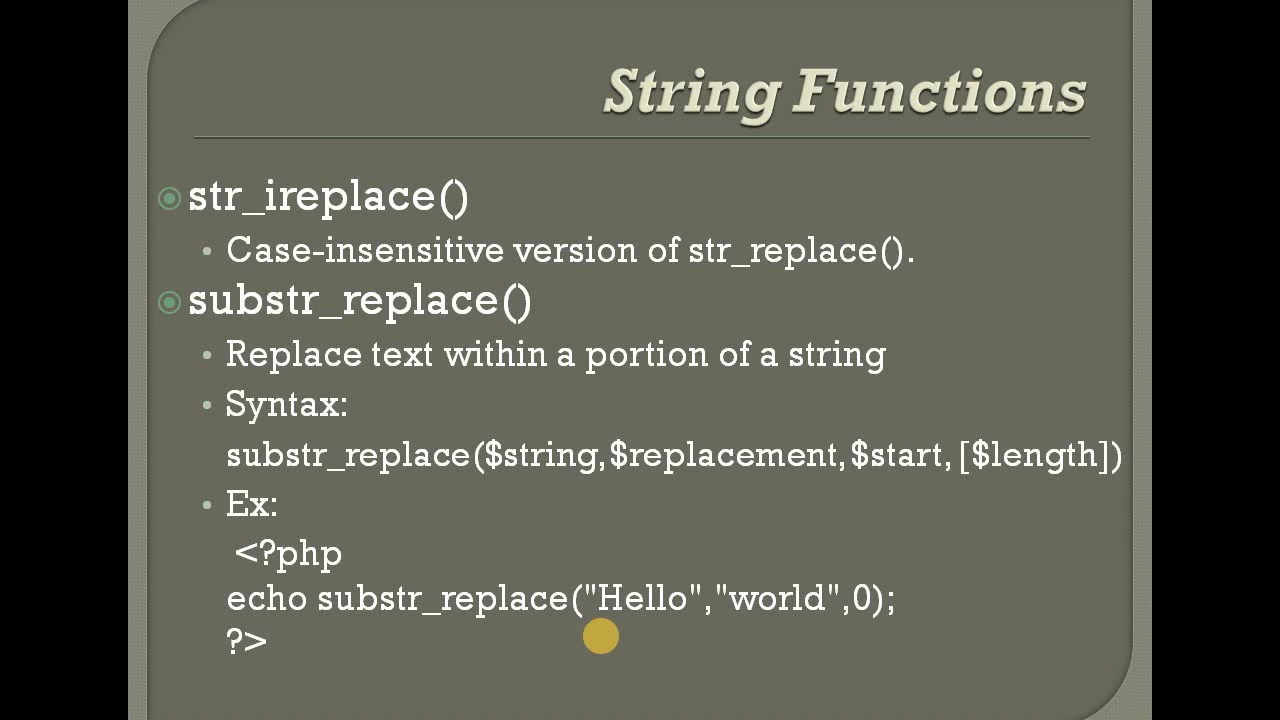 String Functions
str_ireplace()
Case-insensitive version of str_replace().
substr_replace()
Replace text within a portion of a string
Syntax:
substr_replace($string,$replacement,$start, [$length])
Ex:
<?php
echo substr_replace("Hello","world",0);
?>